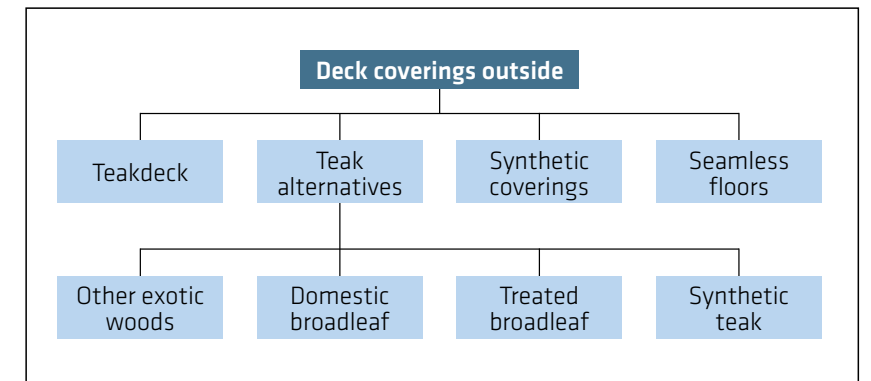 Deck coverings outside
Teakdeck
Teak
alternatives
Synthetic
coverings
Seamless
floors
Other exotic
woods
Domestic
broadleaf
Treated
broadleaf
Synthetic
teak